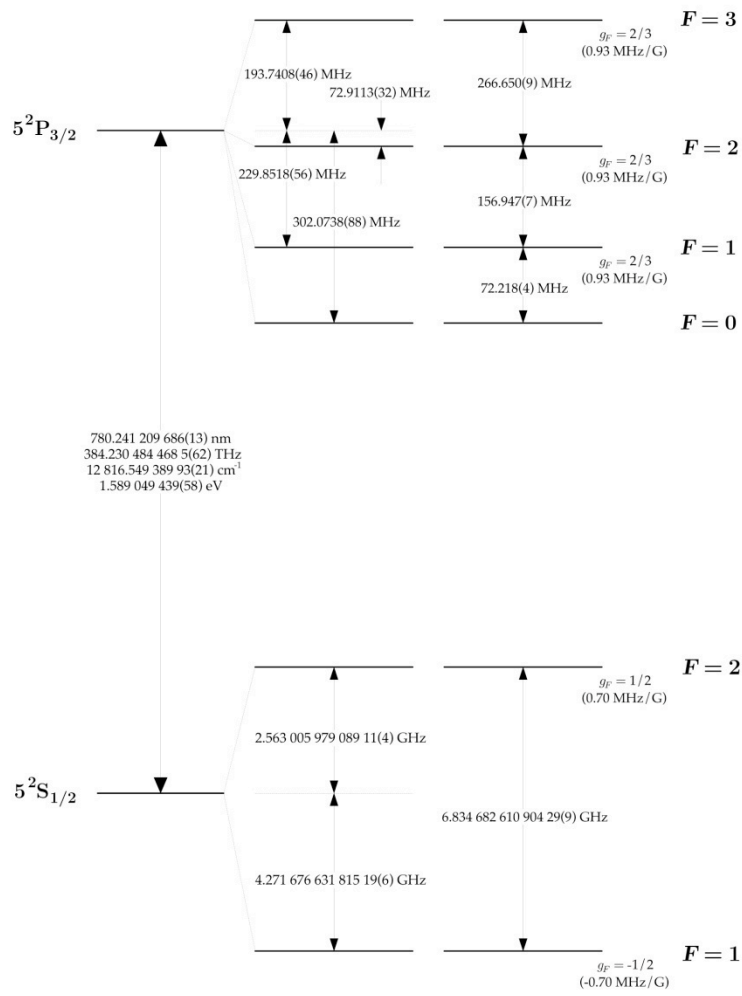 F = 3
g_F = 2/3
(0.93 MHz/G)
193.7408(46) MHz
72.9113(32) MHz
266.650(9) MHz
5²P₃/₂
F = 2
g_F = 2/3
(0.93 MHz/G)
229.8518(56) MHz
302.0738(88) MHz
156.947(7) MHz
F = 1
g_F = 2/3
(0.93 MHz/G)
72.218(4) MHz
F = 0
780.241 209 686(13) nm
384.230 484 468 5(62) THz
12 816.549 389 93(21) cm⁻¹
1.589 049 439(58) eV
F = 2
g_F = 1/2
(0.70 MHz/G)
2.563 005 979 089 11(4) GHz
5²S₁/₂
6.834 682 610 904 29(9) GHz
4.271 676 631 815 19(6) GHz
F = 1
g_F = -1/2
(-0.70 MHz/G)